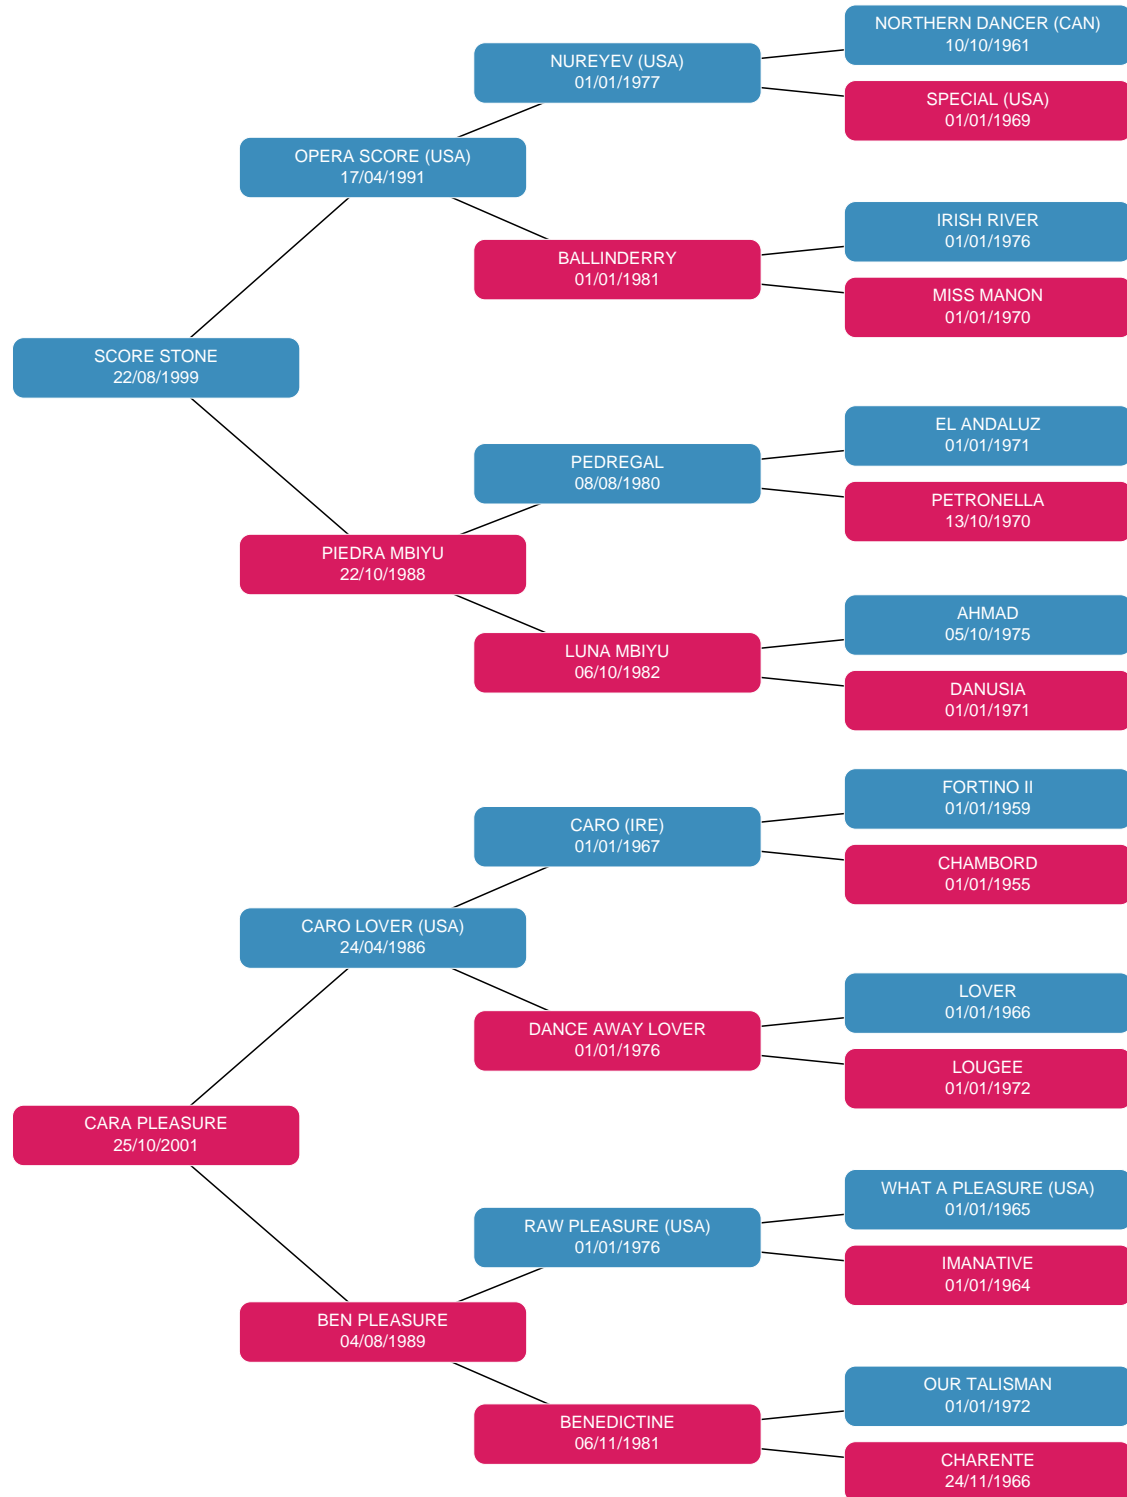 NORTHERN DANCER (CAN)
10/10/1961
NUREYEV (USA)
01/01/1977
SPECIAL (USA)
01/01/1969
OPERA SCORE (USA)
17/04/1991
IRISH RIVER
01/01/1976
BALLINDERRY
01/01/1981
MISS MANON
01/01/1970
SCORE STONE
22/08/1999
EL ANDALUZ
01/01/1971
PEDREGAL
08/08/1980
PETRONELLA
13/10/1970
PIEDRA MBIYU
22/10/1988
AHMAD
05/10/1975
LUNA MBIYU
06/10/1982
DANUSIA
01/01/1971
FORTINO II
01/01/1959
CARO (IRE)
01/01/1967
CHAMBORD
01/01/1955
CARO LOVER (USA)
24/04/1986
LOVER
01/01/1966
DANCE AWAY LOVER
01/01/1976
LOUGEE
01/01/1972
CARA PLEASURE
25/10/2001
WHAT A PLEASURE (USA)
01/01/1965
RAW PLEASURE (USA)
01/01/1976
IMANATIVE
01/01/1964
BEN PLEASURE
04/08/1989
OUR TALISMAN
01/01/1972
BENEDICTINE
06/11/1981
CHARENTE
24/11/1966